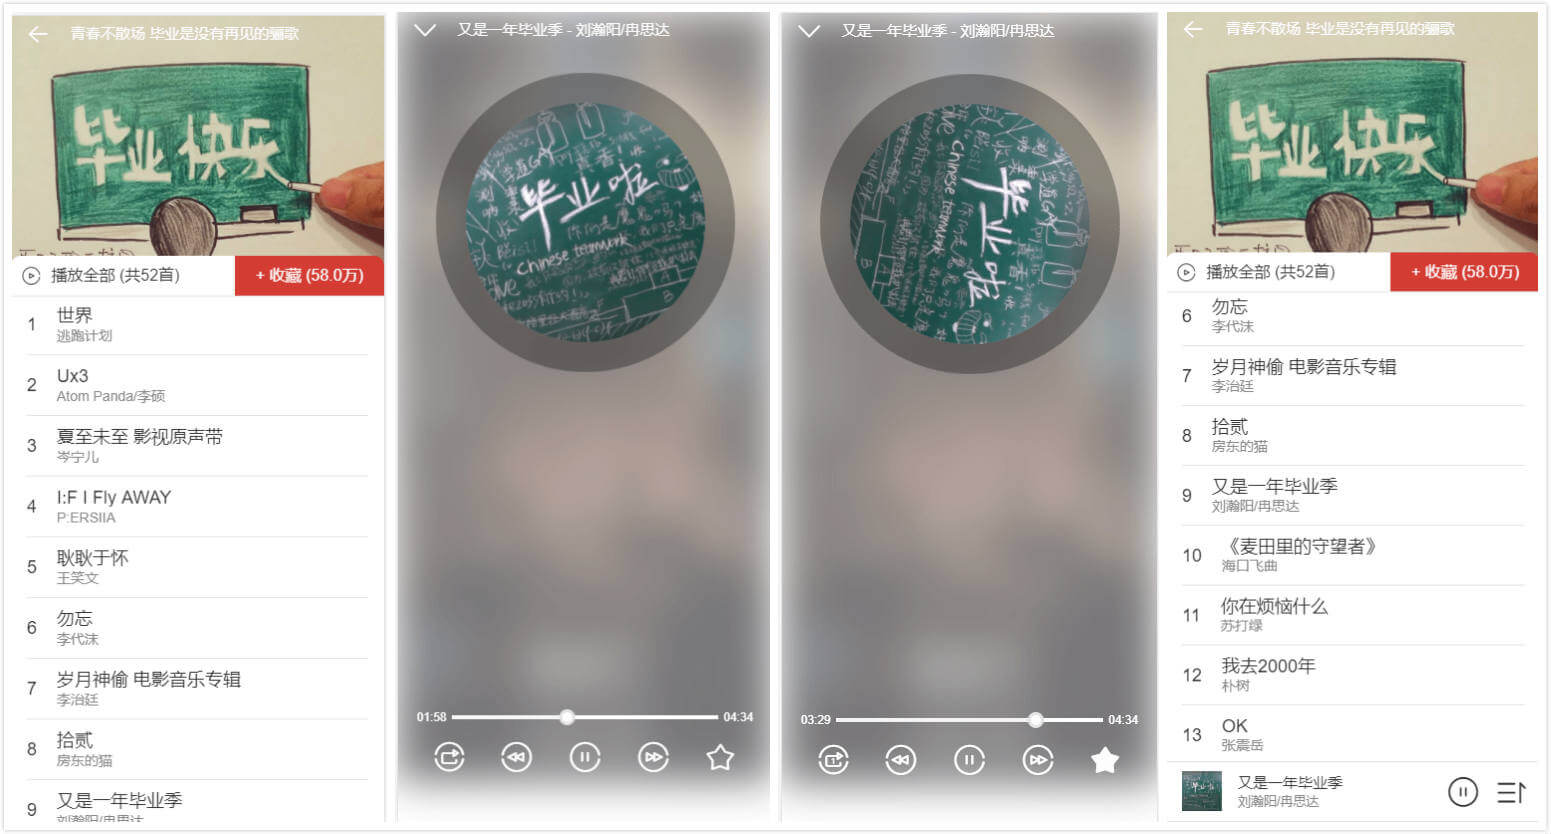 青春不散场 毕业是没有再见的骊歌
毕业快乐
播放全部 (共52首)
+ 收藏 (58.0万)
1
世界
逃跑计划
2
Ux3
Atom Panda/李硕
3
夏至未至 影视原声带
岑宁儿
4
I:F I Fly AWAY
P:ERSIIA
5
耿耿于怀
王笑文
6
勿忘
李代沫
7
岁月神偷 电影音乐专辑
李治廷
8
拾贰
房东的猫
9
又是一年毕业季
刘瀚阳/冉思达
又是一年毕业季 - 刘瀚阳/冉思达
毕业啦
Chinese teamwork
01:58
04:34
又是一年毕业季 - 刘瀚阳/冉思达
毕业啦
Chinese teamwork
03:29
04:34
青春不散场 毕业是没有再见的骊歌
毕业快乐
播放全部 (共52首)
+ 收藏 (58.0万)
6
勿忘
李代沫
7
岁月神偷 电影音乐专辑
李治廷
8
拾贰
房东的猫
9
又是一年毕业季
刘瀚阳/冉思达
10
《麦田里的守望者》
海口飞曲
11
你在烦恼什么
苏打绿
12
我去2000年
朴树
13
OK
张震岳
毕业啦
又是一年毕业季
刘瀚阳/冉思达